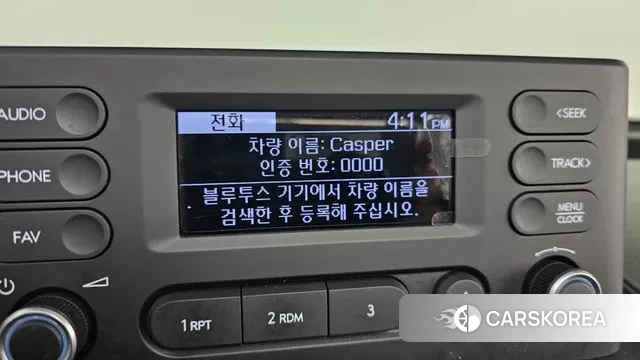 AUDIO
PHONE
FAV
전화 4:11PM
차량 이름: Casper
인증 번호: 0000
블루투스 기기에서 차량 이름을
검색한 후 등록해 주십시오.
<SEEK
TRACK>
MENU
CLOCK
1 RPT
2 RDM
3
CARSKOREA